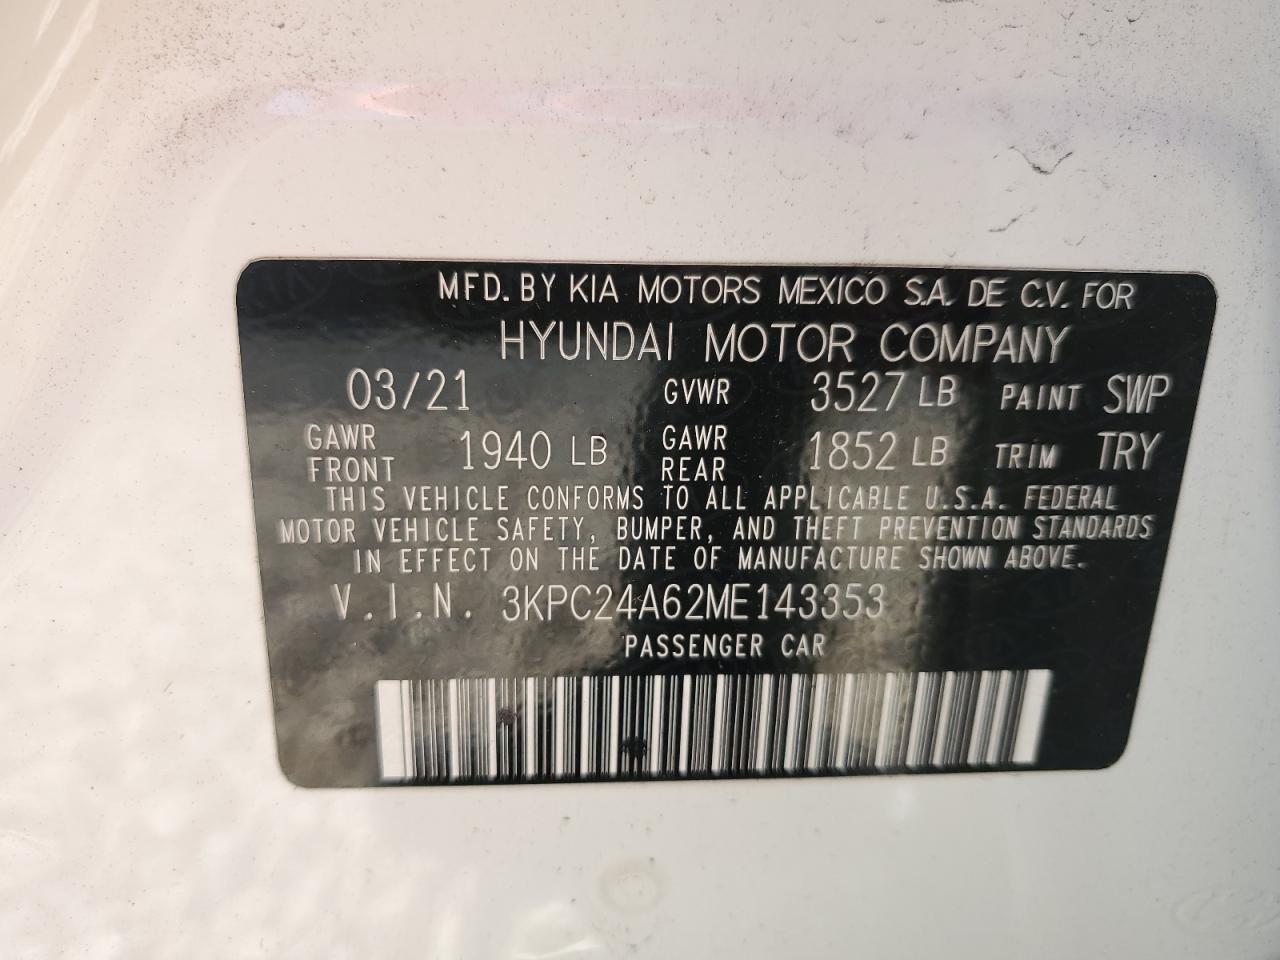 MFD. BY KIA MOTORS MEXICO S.A. DE C.V. FOR
HYUNDAI MOTOR COMPANY
03/21 GVWR 3527 LB PAINT SWP
GAWR FRONT 1940 LB GAWR REAR 1852 LB TRIM TRY
THIS VEHICLE CONFORMS TO ALL APPLICABLE U.S.A. FEDERAL
MOTOR VEHICLE SAFETY, BUMPER, AND THEFT PREVENTION STANDARDS
IN EFFECT ON THE DATE OF MANUFACTURE SHOWN ABOVE.
V.I.N. 3KPC24A62ME143353
PASSENGER CAR